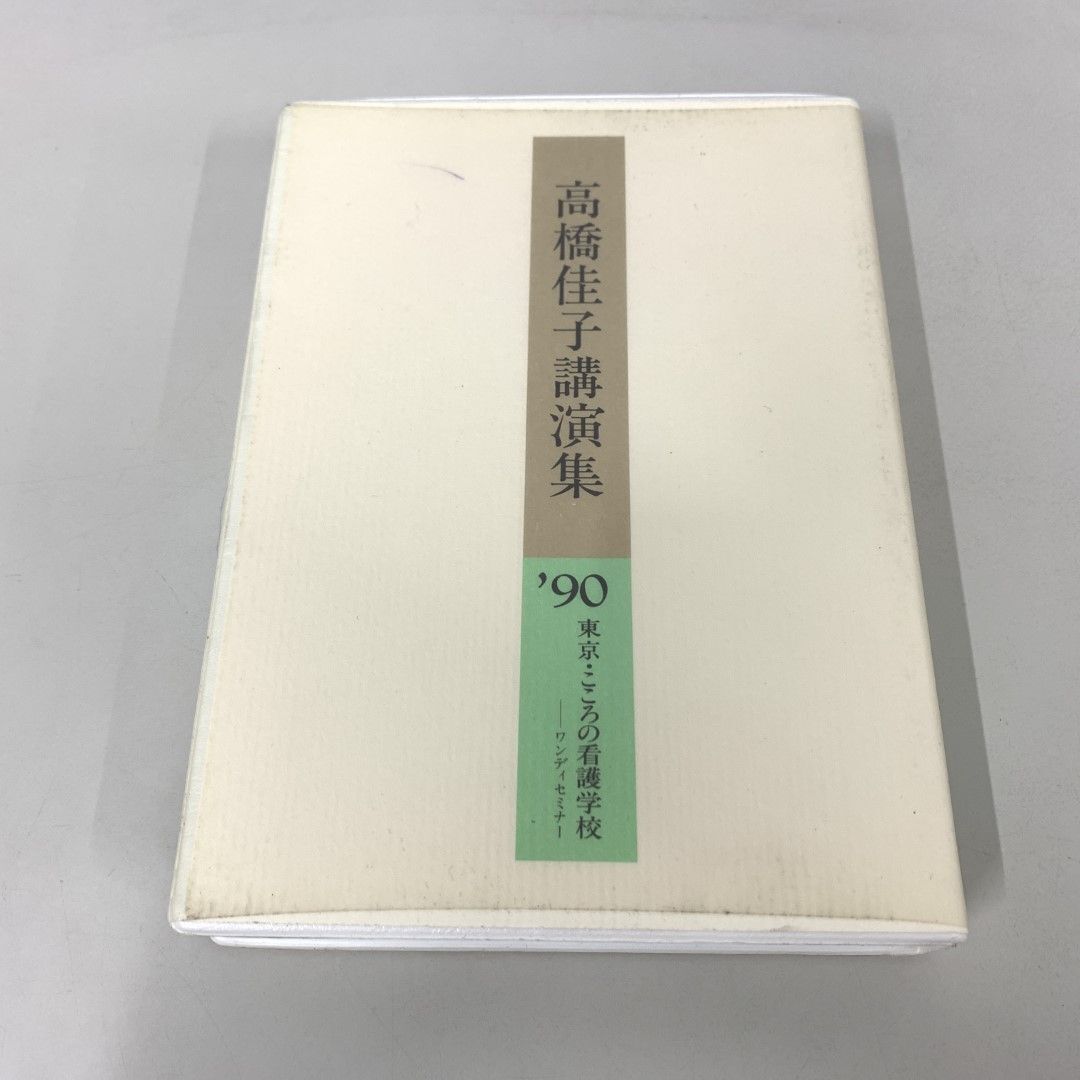 高橋佳子講演集
’90
東京・こころの看護学校
──ワンディセミナー